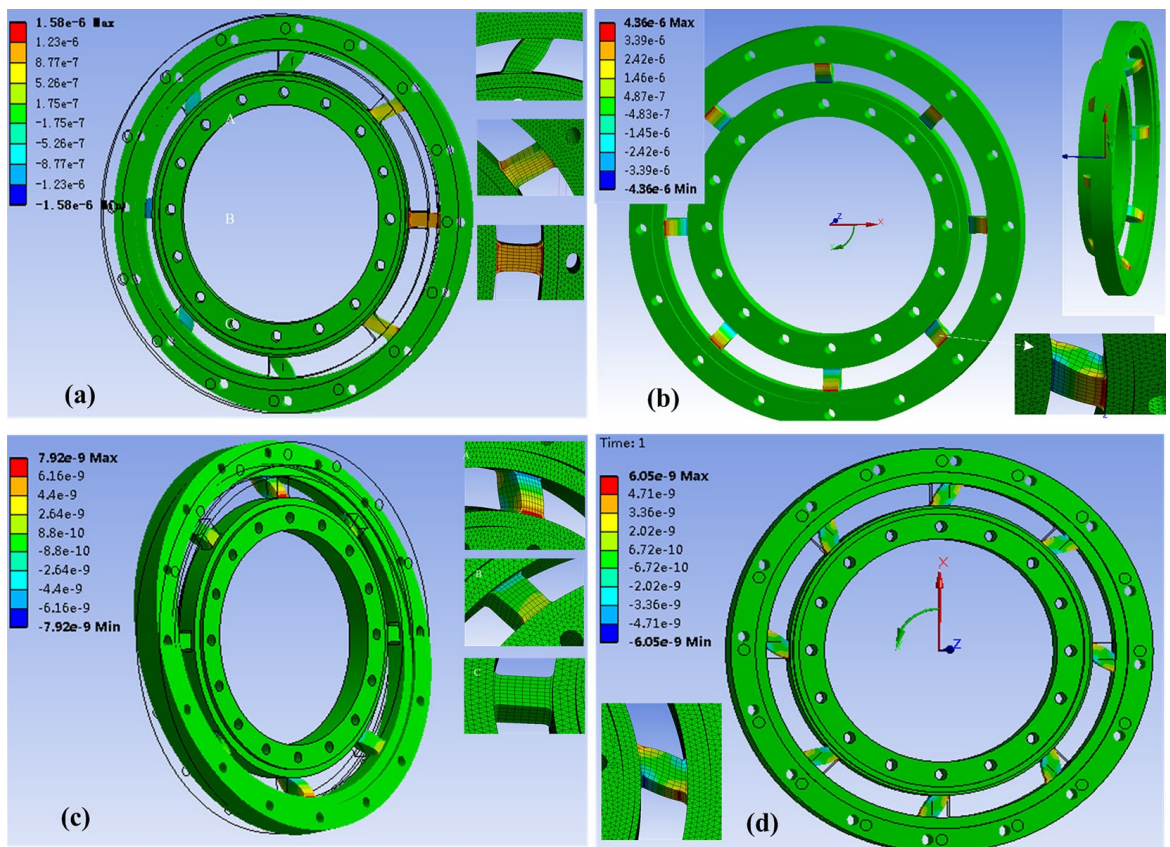 1.58e-6 Max
1.23e-6
8.77e-7
5.26e-7
1.75e-7
-1.75e-7
-5.26e-7
-8.77e-7
-1.23e-6
-1.58e-6 Min
A
B
C
(a)
4.36e-6 Max
3.39e-6
2.42e-6
1.46e-6
4.87e-7
-4.83e-7
-1.45e-6
-2.42e-6
-3.39e-6
-4.36e-6 Min
Z
X
(b)
7.92e-9 Max
6.16e-9
4.4e-9
2.64e-9
8.8e-10
-8.8e-10
-2.64e-9
-4.4e-9
-6.16e-9
-7.92e-9 Min
A
B
C
(c)
Time: 1
6.05e-9 Max
4.71e-9
3.36e-9
2.02e-9
6.72e-10
-6.72e-10
-2.02e-9
-3.36e-9
-4.71e-9
-6.05e-9 Min
X
Z
(d)